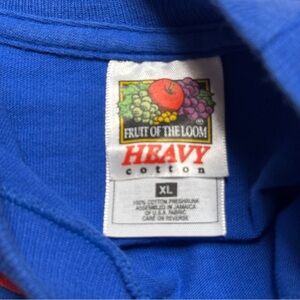 FRUIT OF THE LOOM
®
HEAVY
cotton
XL
100% COTTON PRESHRUNK
ASSEMBLED IN JAMAICA
OF U.S.A. FABRIC
CARE ON REVERSE